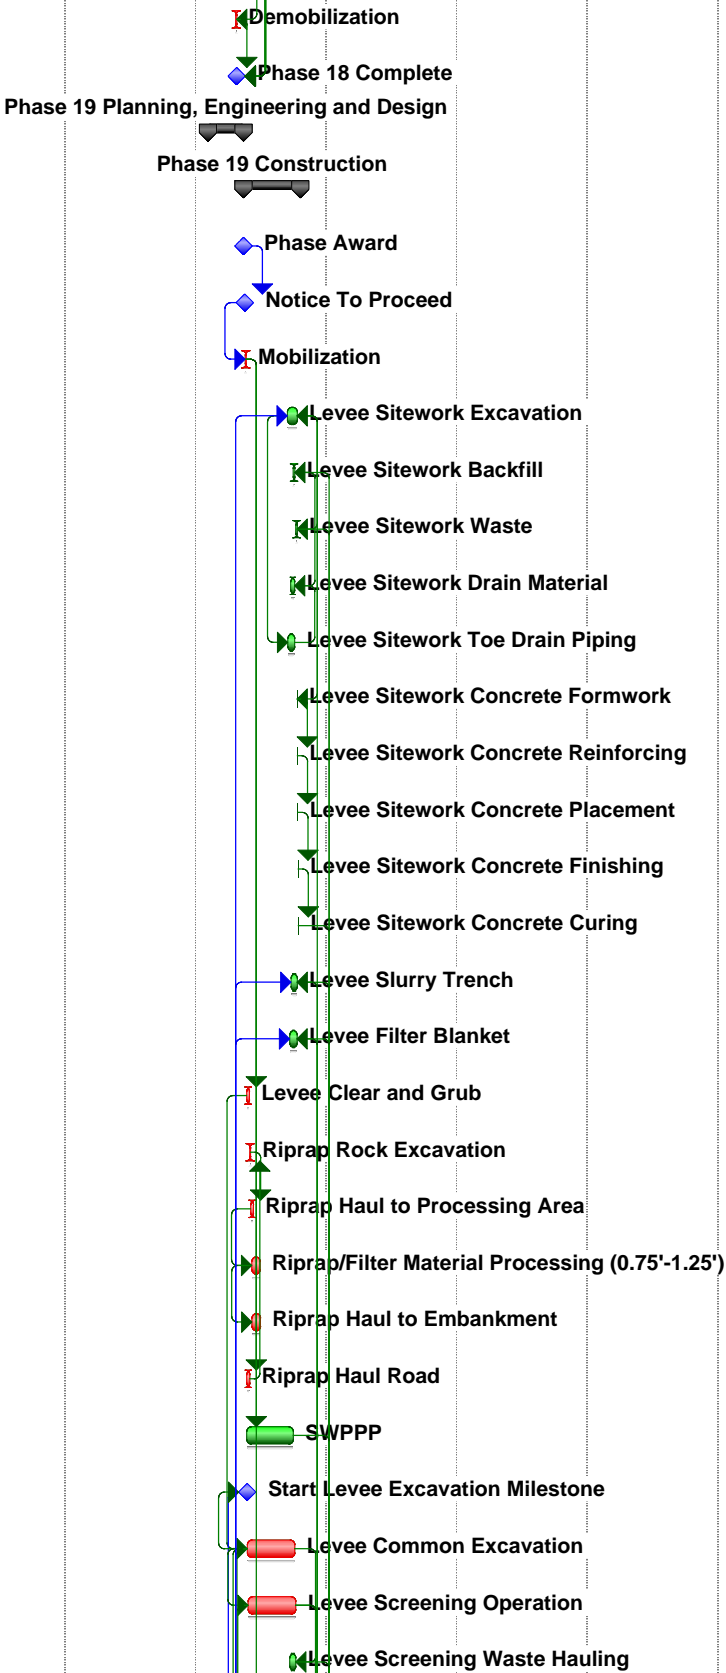 Demobilization
Phase 18 Complete
Phase 19 Planning, Engineering and Design
Phase 19 Construction
Phase Award
Notice To Proceed
Mobilization
Levee Sitework Excavation
Levee Sitework Backfill
Levee Sitework Waste
Levee Sitework Drain Material
Levee Sitework Toe Drain Piping
Levee Sitework Concrete Formwork
Levee Sitework Concrete Reinforcing
Levee Sitework Concrete Placement
Levee Sitework Concrete Finishing
Levee Sitework Concrete Curing
Levee Slurry Trench
Levee Filter Blanket
Levee Clear and Grub
Riprap Rock Excavation
Riprap Haul to Processing Area
Riprap/Filter Material Processing (0.75'-1.25')
Riprap Haul to Embankment
Riprap Haul Road
SWPPP
Start Levee Excavation Milestone
Levee Common Excavation
Levee Screening Operation
Levee Screening Waste Hauling